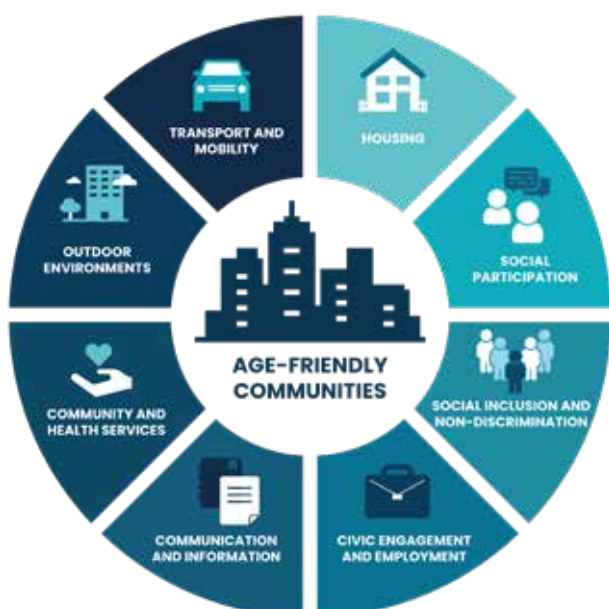 TRANSPORT AND
MOBILITY
HOUSING
SOCIAL
PARTICIPATION
SOCIAL INCLUSION AND
NON-DISCRIMINATION
CIVIC ENGAGEMENT
AND EMPLOYMENT
COMMUNICATION
AND INFORMATION
COMMUNITY AND
HEALTH SERVICES
OUTDOOR
ENVIRONMENTS
AGE-FRIENDLY
COMMUNITIES